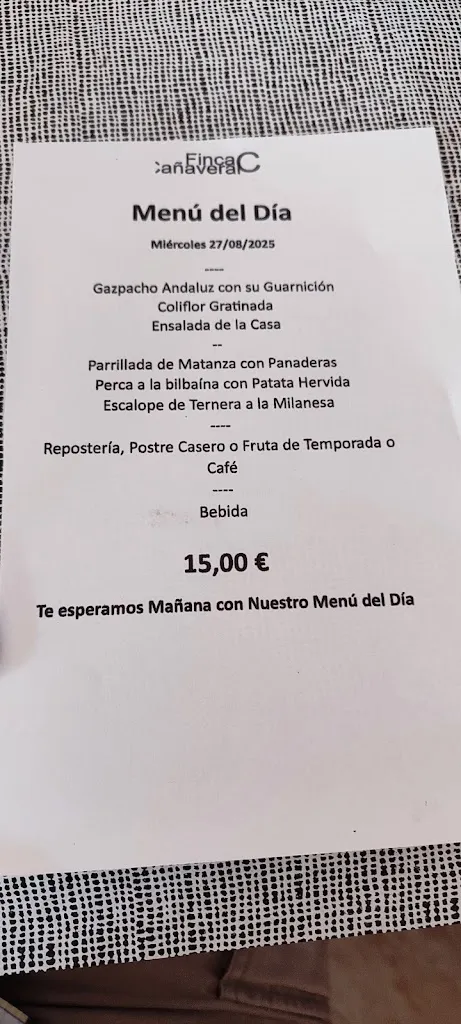 Finca
Cañaveral
Menú del Día
Miércoles 27/08/2025
----
Gazpacho Andaluz con su Guarnición
Coliflor Gratinada
Ensalada de la Casa
--
Parrillada de Matanza con Panaderas
Perca a la bilbaína con Patata Hervida
Escalope de Ternera a la Milanesa
----
Repostería, Postre Casero o Fruta de Temporada o
Café
----
Bebida
15,00 €
Te esperamos Mañana con Nuestro Menú del Día